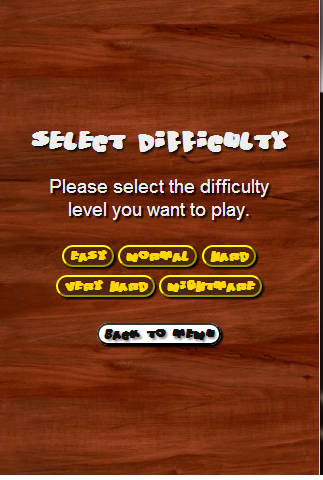 SELECT DIFFICULTY
Please select the difficulty
level you want to play.
EASY NORMAL HARD
VERY HARD NIGHTMARE
BACK TO MENU